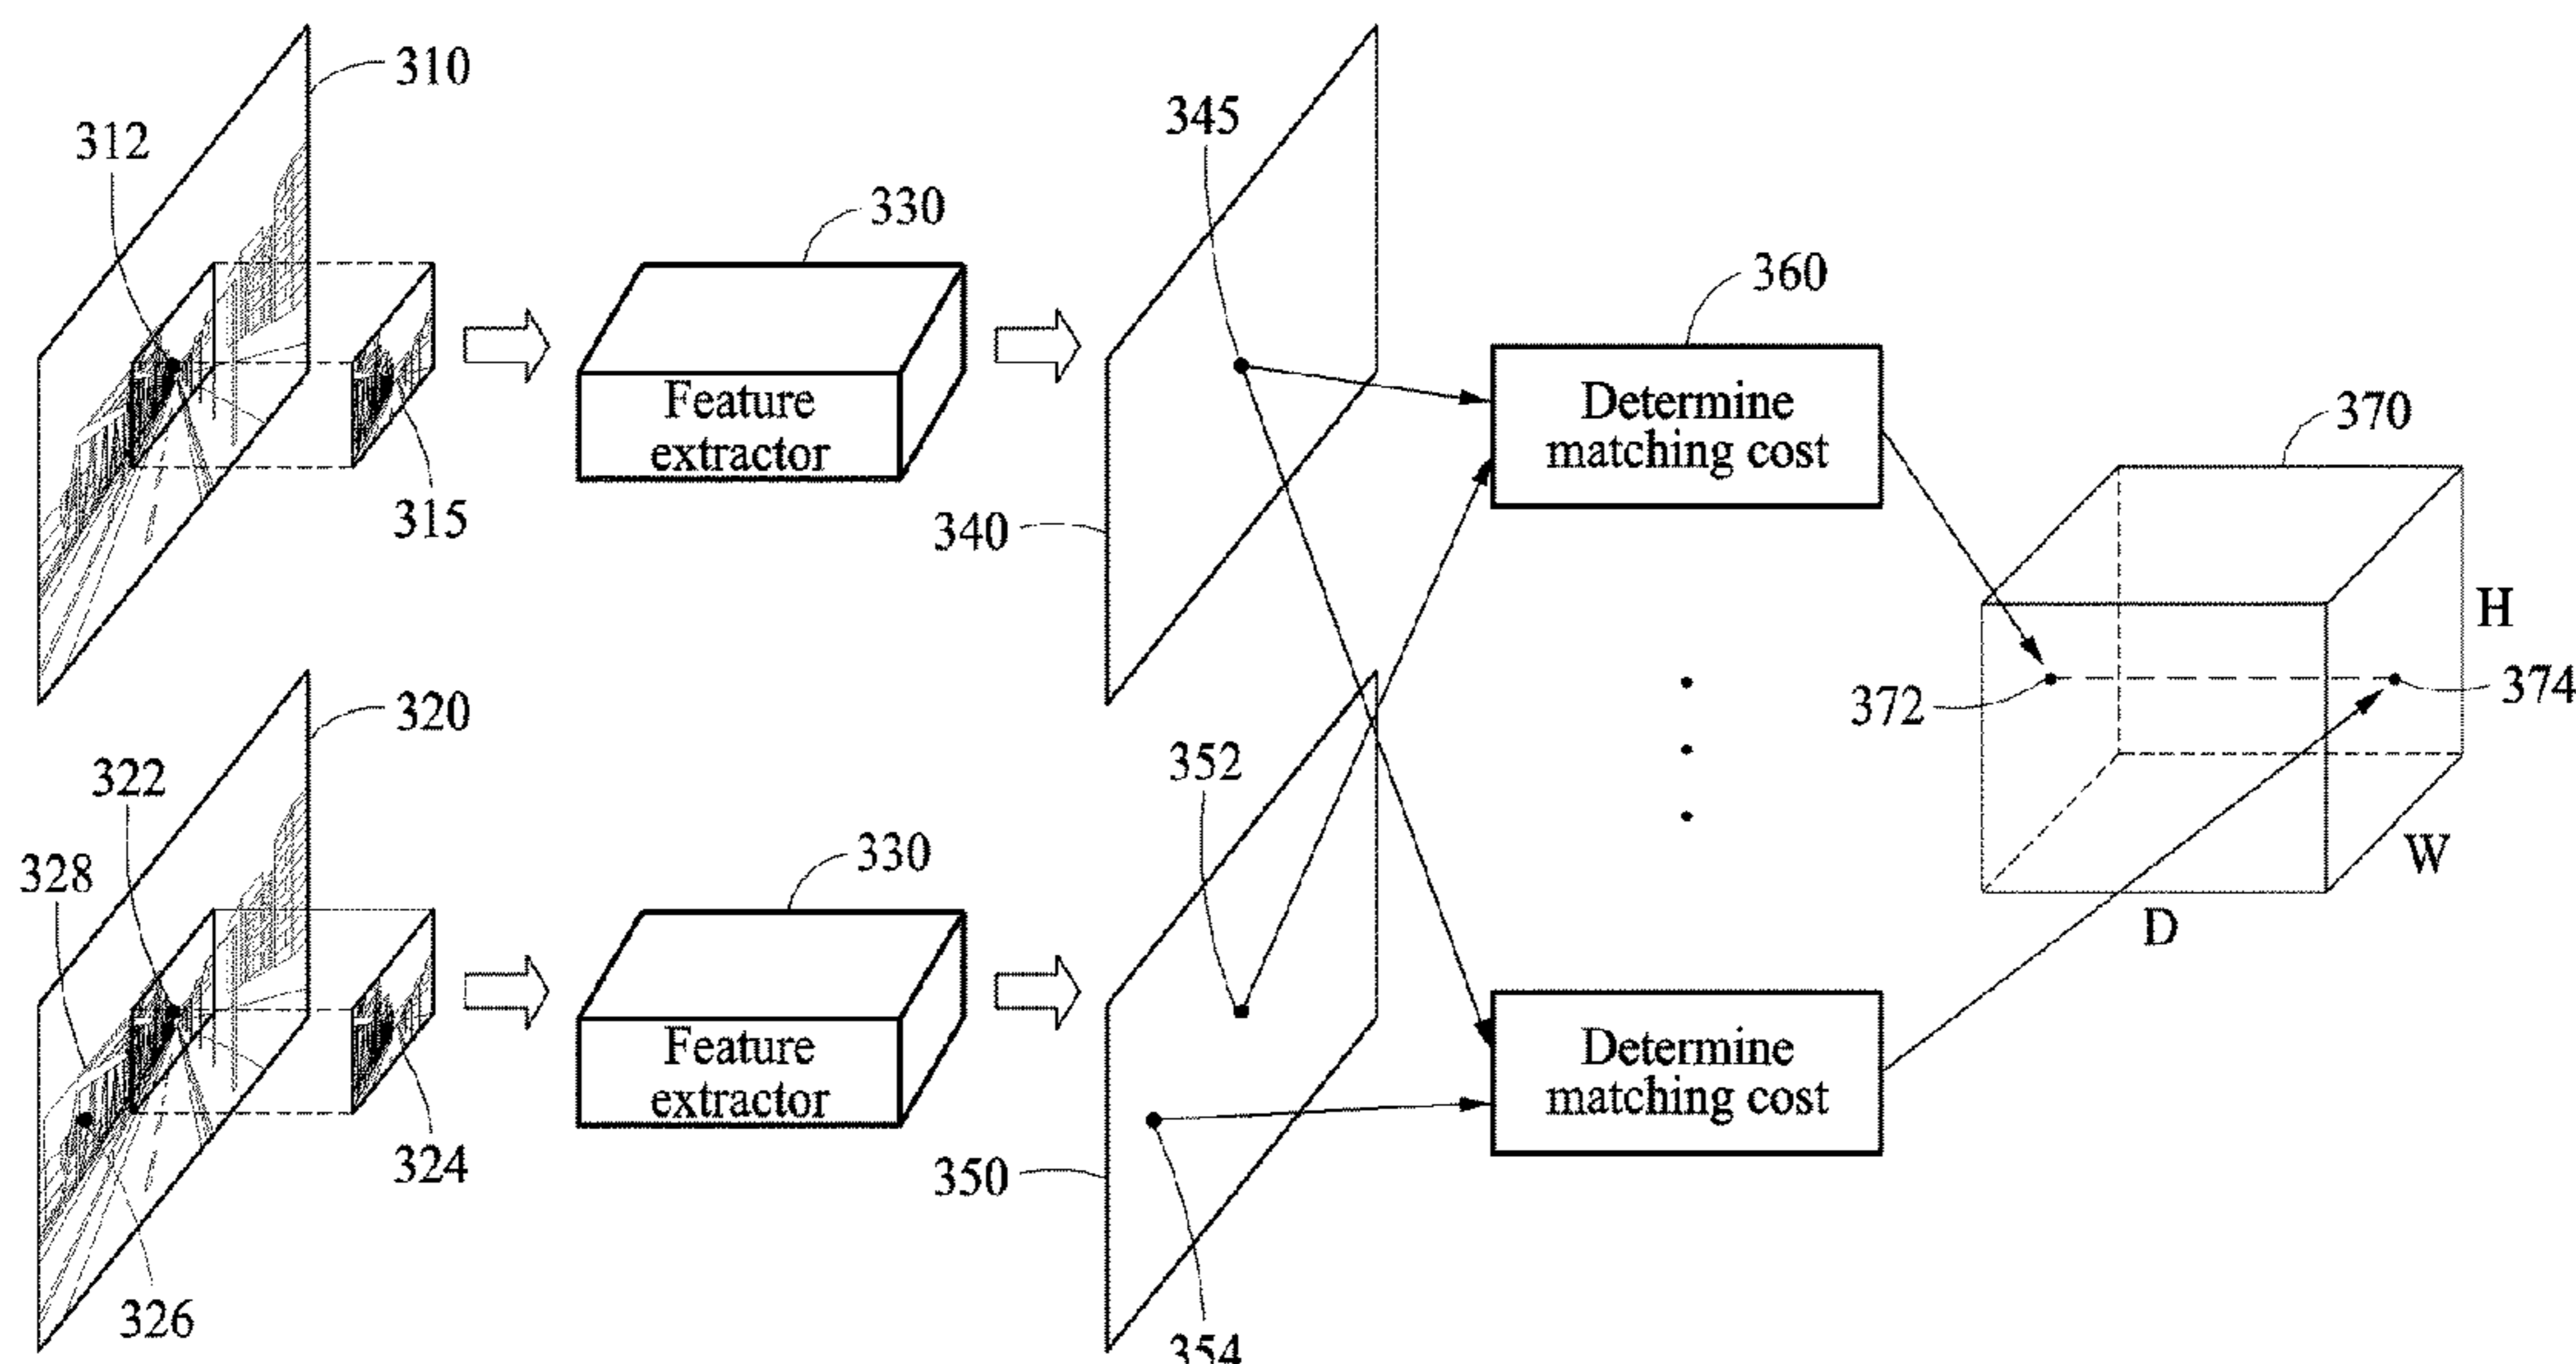 310
312
345
330
360
Feature
extractor
Determine
matching cost
370
315
340
H
372
374
320
322
352
328
330
W
D
Feature
extractor
Determine
matching cost
324
350
326
354